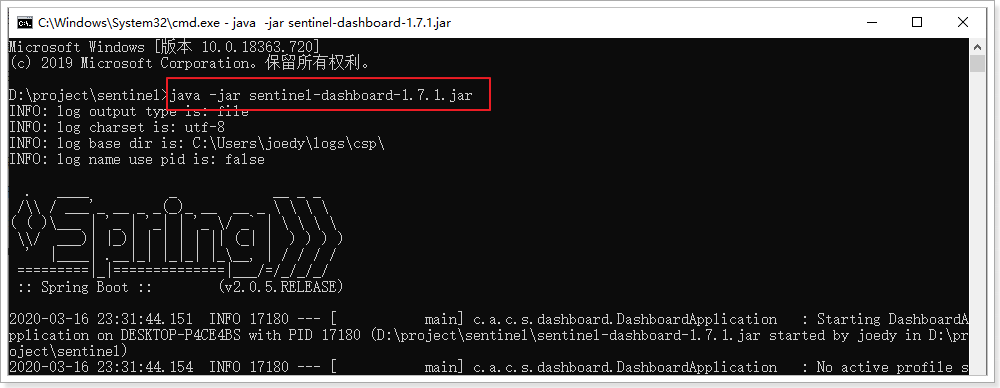 C:\Windows\System32\cmd.exe - java  -jar sentinel-dashboard-1.7.1.jar
Microsoft Windows [版本 10.0.18363.720]
(c) 2019 Microsoft Corporation。保留所有权利。
D:\project\sentinel>java -jar sentinel-dashboard-1.7.1.jar
INFO: log output type is: file
INFO: log charset is: utf-8
INFO: log base dir is: C:\Users\joedy\logs\csp\
INFO: log name use pid is: false
Spring
:: Spring Boot ::        (v2.0.5.RELEASE)
2020-03-16 23:31:44.151  INFO 17180 --- [           main] c.a.c.s.dashboard.DashboardApplication   : Starting DashboardA
pplication on DESKTOP-P4CE4BS with PID 17180 (D:\project\sentinel\sentinel-dashboard-1.7.1.jar started by joedy in D:\pr
oject\sentinel)
2020-03-16 23:31:44.154  INFO 17180 --- [           main] c.a.c.s.dashboard.DashboardApplication   : No active profile s